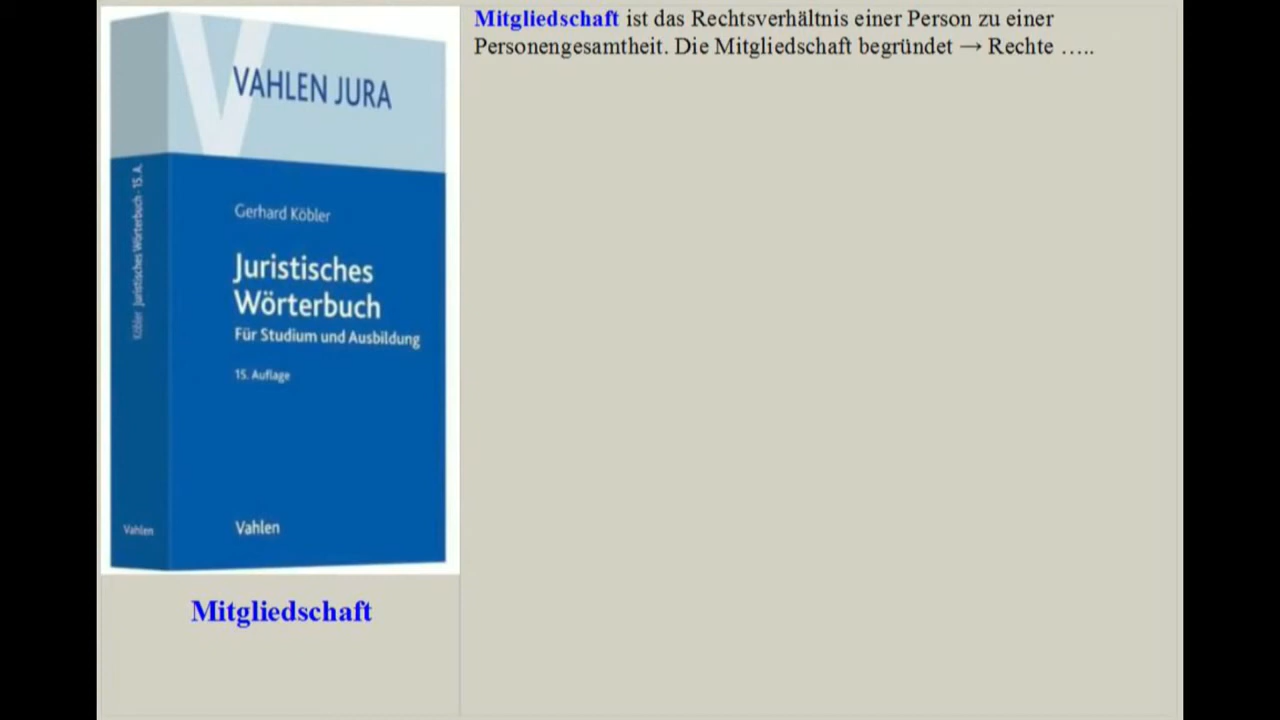 VAHLEN JURA
Köbler Juristisches Wörterbuch · 15. A.
Gerhard Köbler
Juristisches
Wörterbuch
Für Studium und Ausbildung
15. Auflage
Vahlen
Vahlen
Mitgliedschaft
Mitgliedschaft ist das Rechtsverhältnis einer Person zu einer
Personengesamtheit. Die Mitgliedschaft begründet → Rechte …..